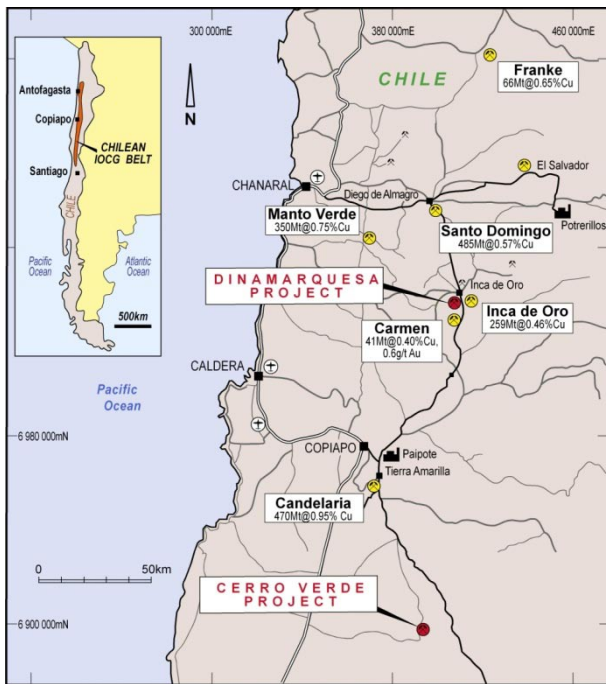 300 000mE
380 000mE
460 000mE
Antofagasta
Copiapo
CHILEAN
IOCG BELT
Santiago
CHILE
Pacific
Ocean
Atlantic
Ocean
500km
N
CHILE
Franke
66Mt@0.65%Cu
El Salvador
CHANARAL
Diego de Almagro
Potrerillos
Manto Verde
350Mt@0.75%Cu
Santo Domingo
485Mt@0.57%Cu
DINAMARQUESA
PROJECT
Inca de Oro
Inca de Oro
259Mt@0.46%Cu
Carmen
41Mt@0.40%Cu,
0.6g/t Au
CALDERA
Pacific
Ocean
6 980 000mN
COPIAPO
Paipote
Tierra Amarilla
Candelaria
470Mt@0.95% Cu
0
50km
CERRO VERDE
PROJECT
6 900 000mN